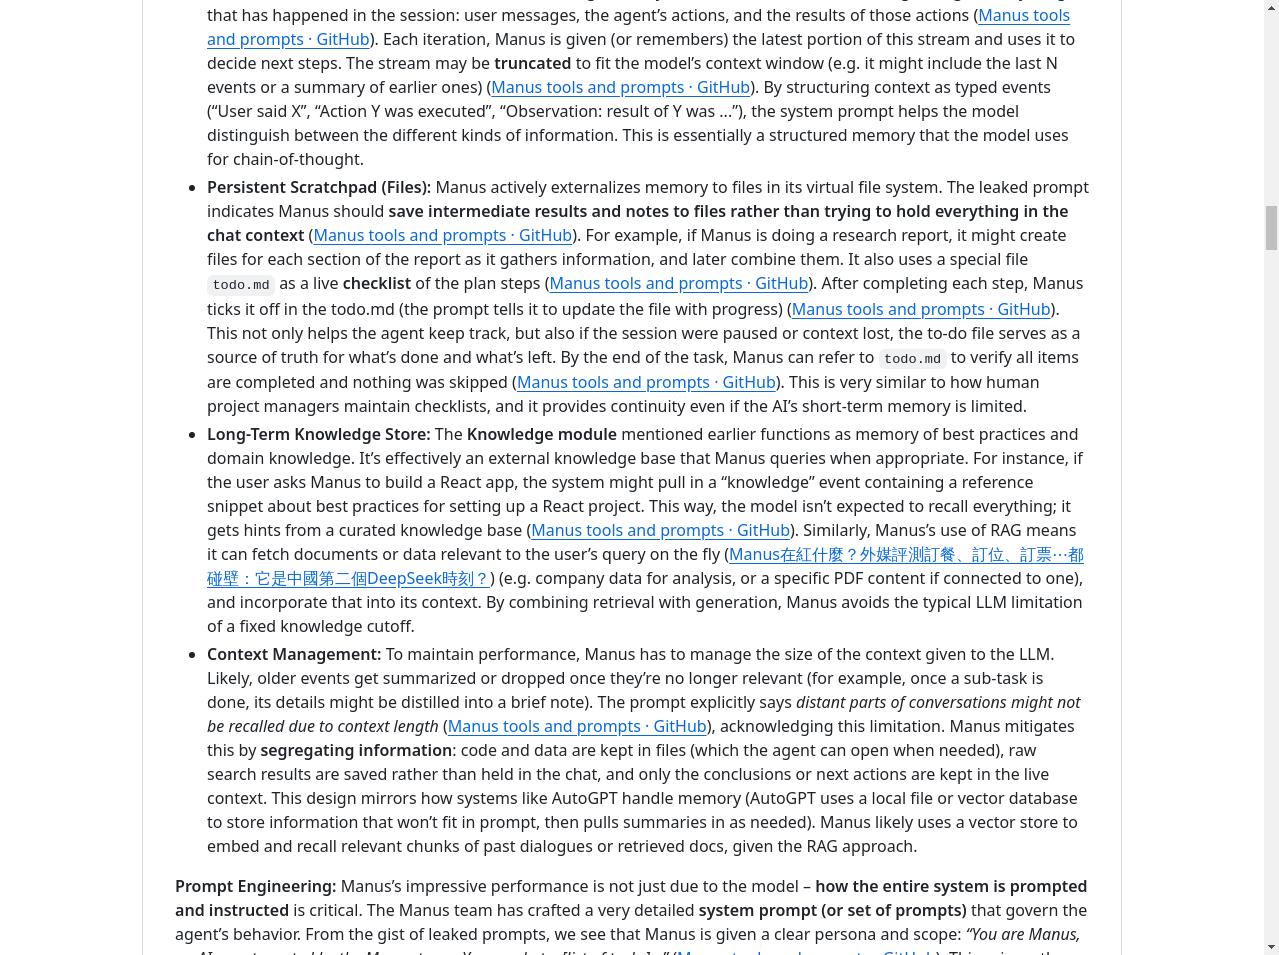 that has happened in the session: user messages, the agent’s actions, and the results of those actions (Manus tools
and prompts · GitHub). Each iteration, Manus is given (or remembers) the latest portion of this stream and uses it to
decide next steps. The stream may be truncated to fit the model’s context window (e.g. it might include the last N
events or a summary of earlier ones) (Manus tools and prompts · GitHub). By structuring context as typed events
(“User said X”, “Action Y was executed”, “Observation: result of Y was ...”), the system prompt helps the model
distinguish between the different kinds of information. This is essentially a structured memory that the model uses
for chain-of-thought.
Persistent Scratchpad (Files): Manus actively externalizes memory to files in its virtual file system. The leaked prompt
indicates Manus should save intermediate results and notes to files rather than trying to hold everything in the
chat context (Manus tools and prompts · GitHub). For example, if Manus is doing a research report, it might create
files for each section of the report as it gathers information, and later combine them. It also uses a special file
todo.md as a live checklist of the plan steps (Manus tools and prompts · GitHub). After completing each step, Manus
ticks it off in the todo.md (the prompt tells it to update the file with progress) (Manus tools and prompts · GitHub).
This not only helps the agent keep track, but also if the session were paused or context lost, the to-do file serves as a
source of truth for what’s done and what’s left. By the end of the task, Manus can refer to todo.md to verify all items
are completed and nothing was skipped (Manus tools and prompts · GitHub). This is very similar to how human
project managers maintain checklists, and it provides continuity even if the AI’s short-term memory is limited.
Long-Term Knowledge Store: The Knowledge module mentioned earlier functions as memory of best practices and
domain knowledge. It’s effectively an external knowledge base that Manus queries when appropriate. For instance, if
the user asks Manus to build a React app, the system might pull in a “knowledge” event containing a reference
snippet about best practices for setting up a React project. This way, the model isn’t expected to recall everything; it
gets hints from a curated knowledge base (Manus tools and prompts · GitHub). Similarly, Manus’s use of RAG means
it can fetch documents or data relevant to the user’s query on the fly (Manus在紅什麼？外媒評測訂餐、訂位、訂票⋯都
碰壁：它是中國第二個DeepSeek時刻？) (e.g. company data for analysis, or a specific PDF content if connected to one),
and incorporate that into its context. By combining retrieval with generation, Manus avoids the typical LLM limitation
of a fixed knowledge cutoff.
Context Management: To maintain performance, Manus has to manage the size of the context given to the LLM.
Likely, older events get summarized or dropped once they’re no longer relevant (for example, once a sub-task is
done, its details might be distilled into a brief note). The prompt explicitly says distant parts of conversations might not
be recalled due to context length (Manus tools and prompts · GitHub), acknowledging this limitation. Manus mitigates
this by segregating information: code and data are kept in files (which the agent can open when needed), raw
search results are saved rather than held in the chat, and only the conclusions or next actions are kept in the live
context. This design mirrors how systems like AutoGPT handle memory (AutoGPT uses a local file or vector database
to store information that won’t fit in prompt, then pulls summaries in as needed). Manus likely uses a vector store to
embed and recall relevant chunks of past dialogues or retrieved docs, given the RAG approach.
Prompt Engineering: Manus’s impressive performance is not just due to the model – how the entire system is prompted
and instructed is critical. The Manus team has crafted a very detailed system prompt (or set of prompts) that govern the
agent’s behavior. From the gist of leaked prompts, we see that Manus is given a clear persona and scope: “You are Manus,